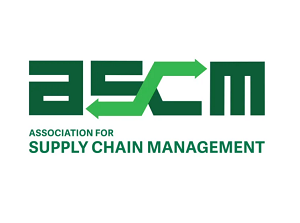 ascm
ASSOCIATION FOR
SUPPLY CHAIN MANAGEMENT